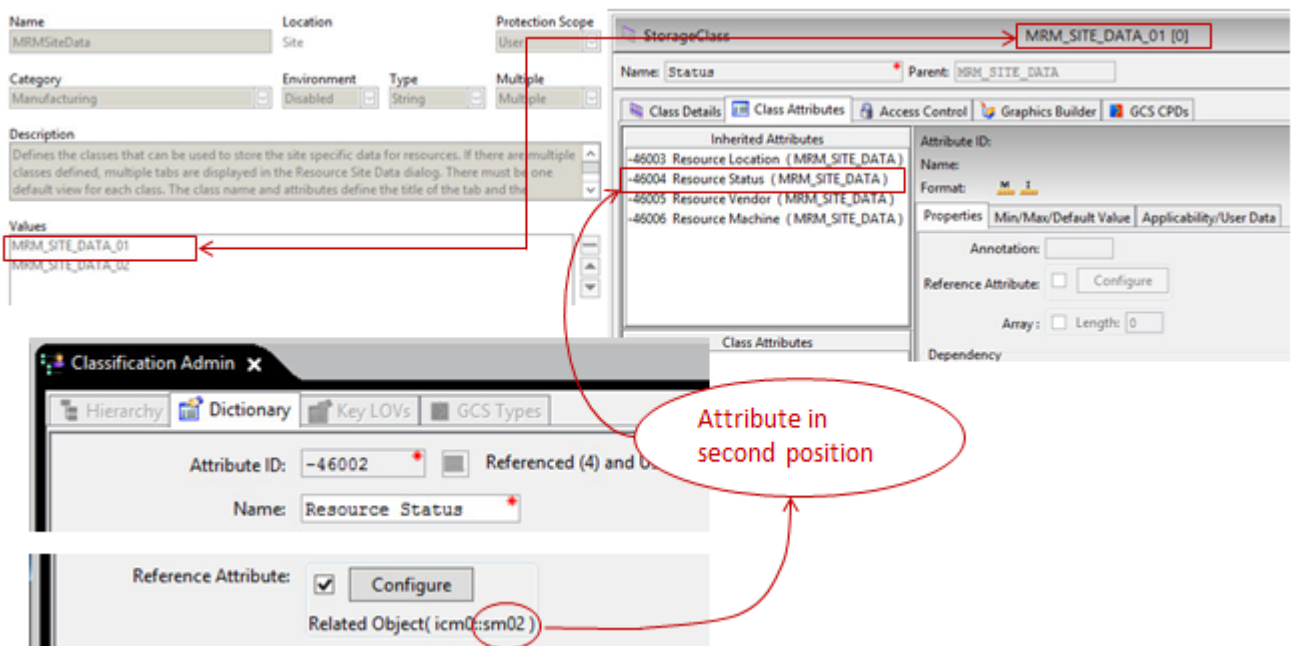 Name Location Protection Scope
MRMSiteData Site User
Category Environment Type Multiple
Manufacturing Disabled String Multiple
Description
Defines the classes that can be used to store the site specific data for resources. If there are multiple
classes defined, multiple tabs are displayed in the Resource Site Data dialog. There must be one
default view for each class. The class name and attributes define the title of the tab and the
Values
MRM_SITE_DATA_01
MRM_SITE_DATA_02
StorageClass MRM_SITE_DATA_01 [0]
Name: Status * Parent: MRM_SITE_DATA
Class Details Class Attributes Access Control Graphics Builder GCS CPDs
Inherited Attributes
-46003 Resource Location ( MRM_SITE_DATA )
-46004 Resource Status ( MRM_SITE_DATA )
-46005 Resource Vendor ( MRM_SITE_DATA )
-46006 Resource Machine ( MRM_SITE_DATA )
Class Attributes
Attribute ID:
Name:
Format: M I
Properties Min/Max/Default Value Applicability/User Data
Annotation:
Reference Attribute: Configure
Array : Length: 0
Dependency
Classification Admin
Hierarchy Dictionary Key LOVs GCS Types
Attribute ID: -46002 * Referenced (4) and
Name: Resource Status *
Reference Attribute: Configure
Related Object( icm0::sm02 )
Attribute in
second position